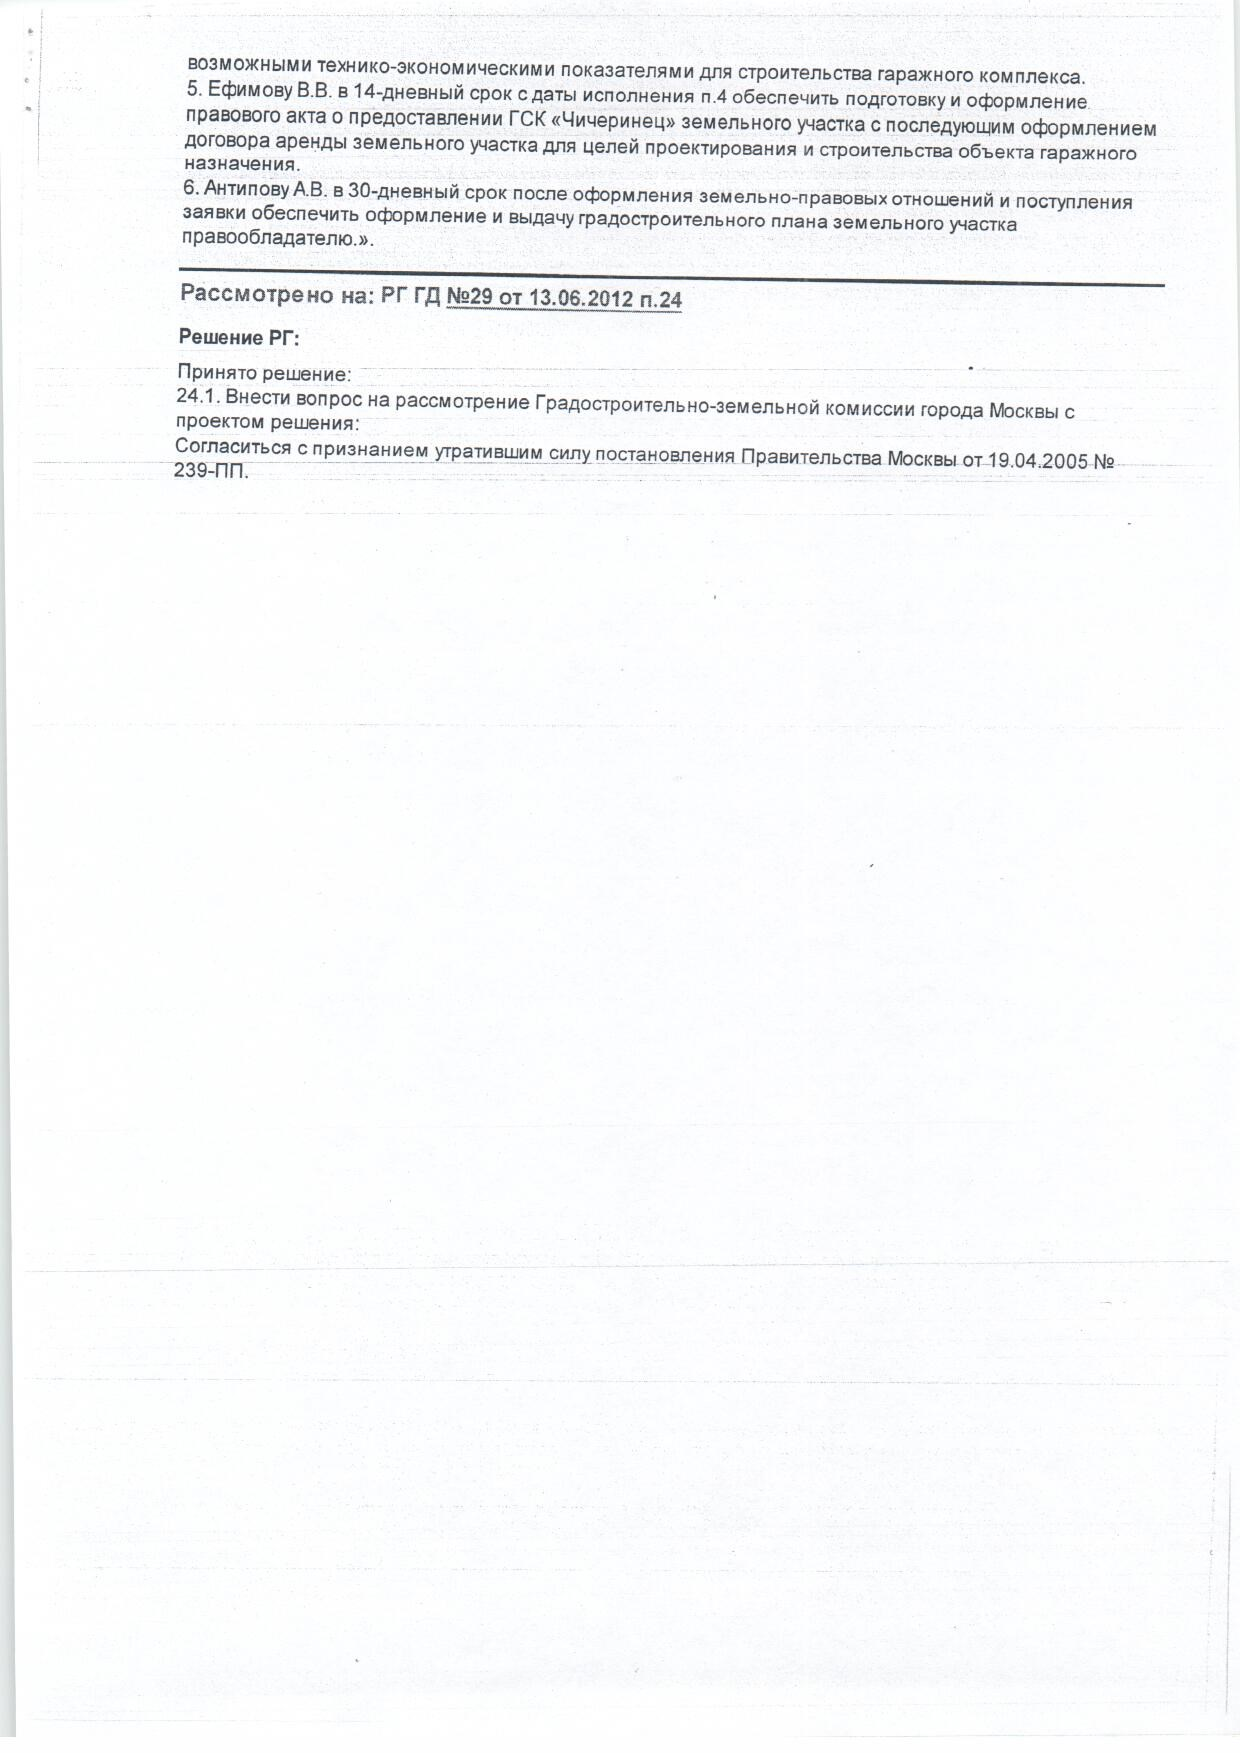 возможными технико-экономическими показателями для строительства гаражного комплекса.
5. Ефимову В.В. в 14-дневный срок с даты исполнения п.4 обеспечить подготовку и оформление
правового акта о предоставлении ГСК «Чичеринец» земельного участка с последующим оформлением
договора аренды земельного участка для целей проектирования и строительства объекта гаражного
назначения.
6. Антипову А.В. в 30-дневный срок после оформления земельно-правовых отношений и поступления
заявки обеспечить оформление и выдачу градостроительного плана земельного участка
правообладателю.».
Рассмотрено на: РГ ГД №29 от 13.06.2012 п.24
Решение РГ:
Принято решение:
24.1. Внести вопрос на рассмотрение Градостроительно-земельной комиссии города Москвы с
проектом решения:
Согласиться с признанием утратившим силу постановления Правительства Москвы от 19.04.2005 №
239-ПП.